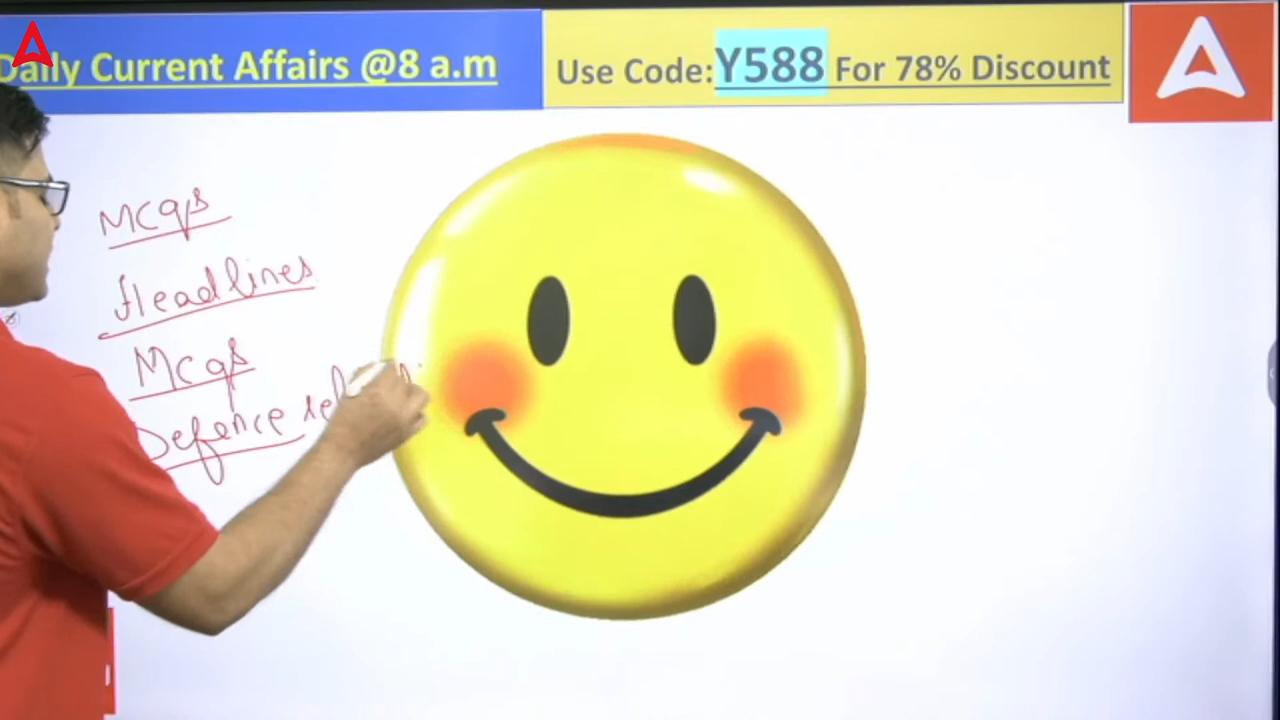 Daily Current Affairs @8 a.m
Use Code:Y588 For 78% Discount
Mcqs
Headlines
Mcqs
Defence